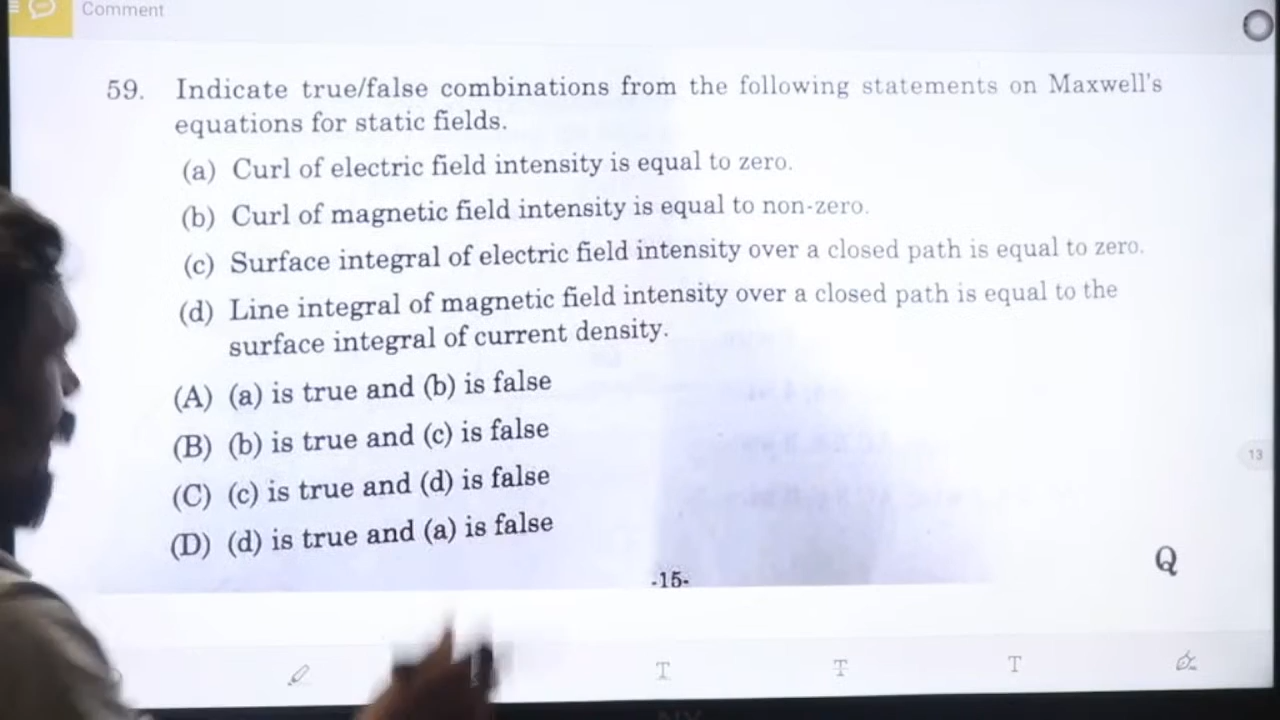 Comment
59. Indicate true/false combinations from the following statements on Maxwell's
equations for static fields.
(a) Curl of electric field intensity is equal to zero.
(b) Curl of magnetic field intensity is equal to non-zero.
(c) Surface integral of electric field intensity over a closed path is equal to zero.
(d) Line integral of magnetic field intensity over a closed path is equal to the
surface integral of current density.
(A) (a) is true and (b) is false
(B) (b) is true and (c) is false
(C) (c) is true and (d) is false
(D) (d) is true and (a) is false
13
-15-
Q
T T T